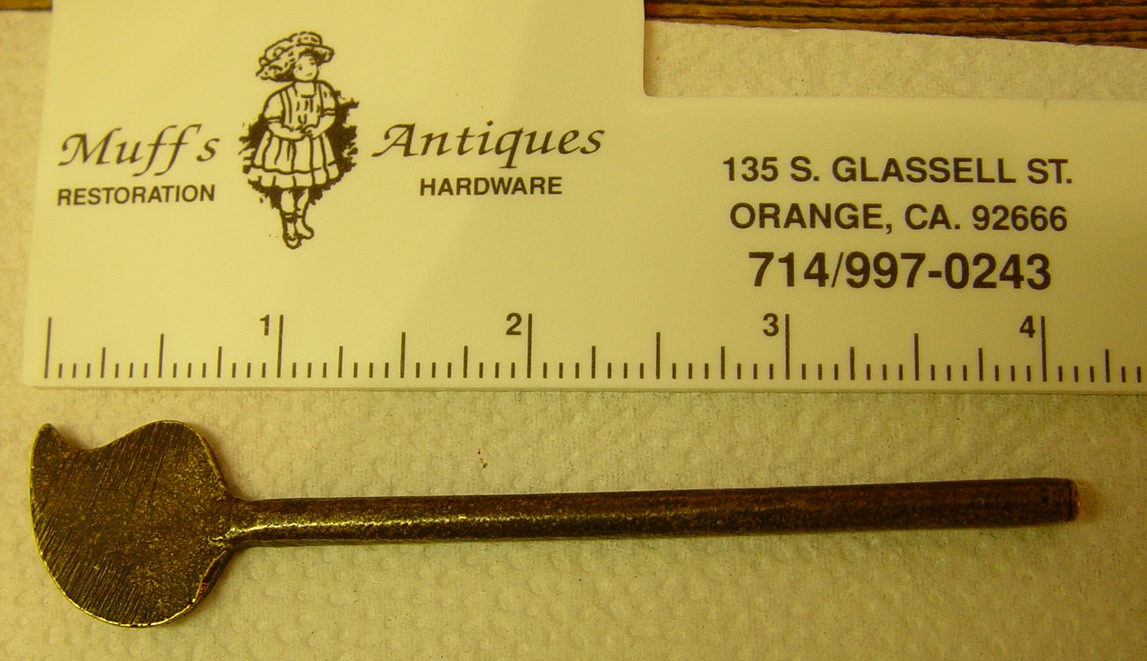 Muff's Antiques
RESTORATION HARDWARE
135 S. GLASSELL ST.
ORANGE, CA. 92666
714/997-0243
1 2 3 4